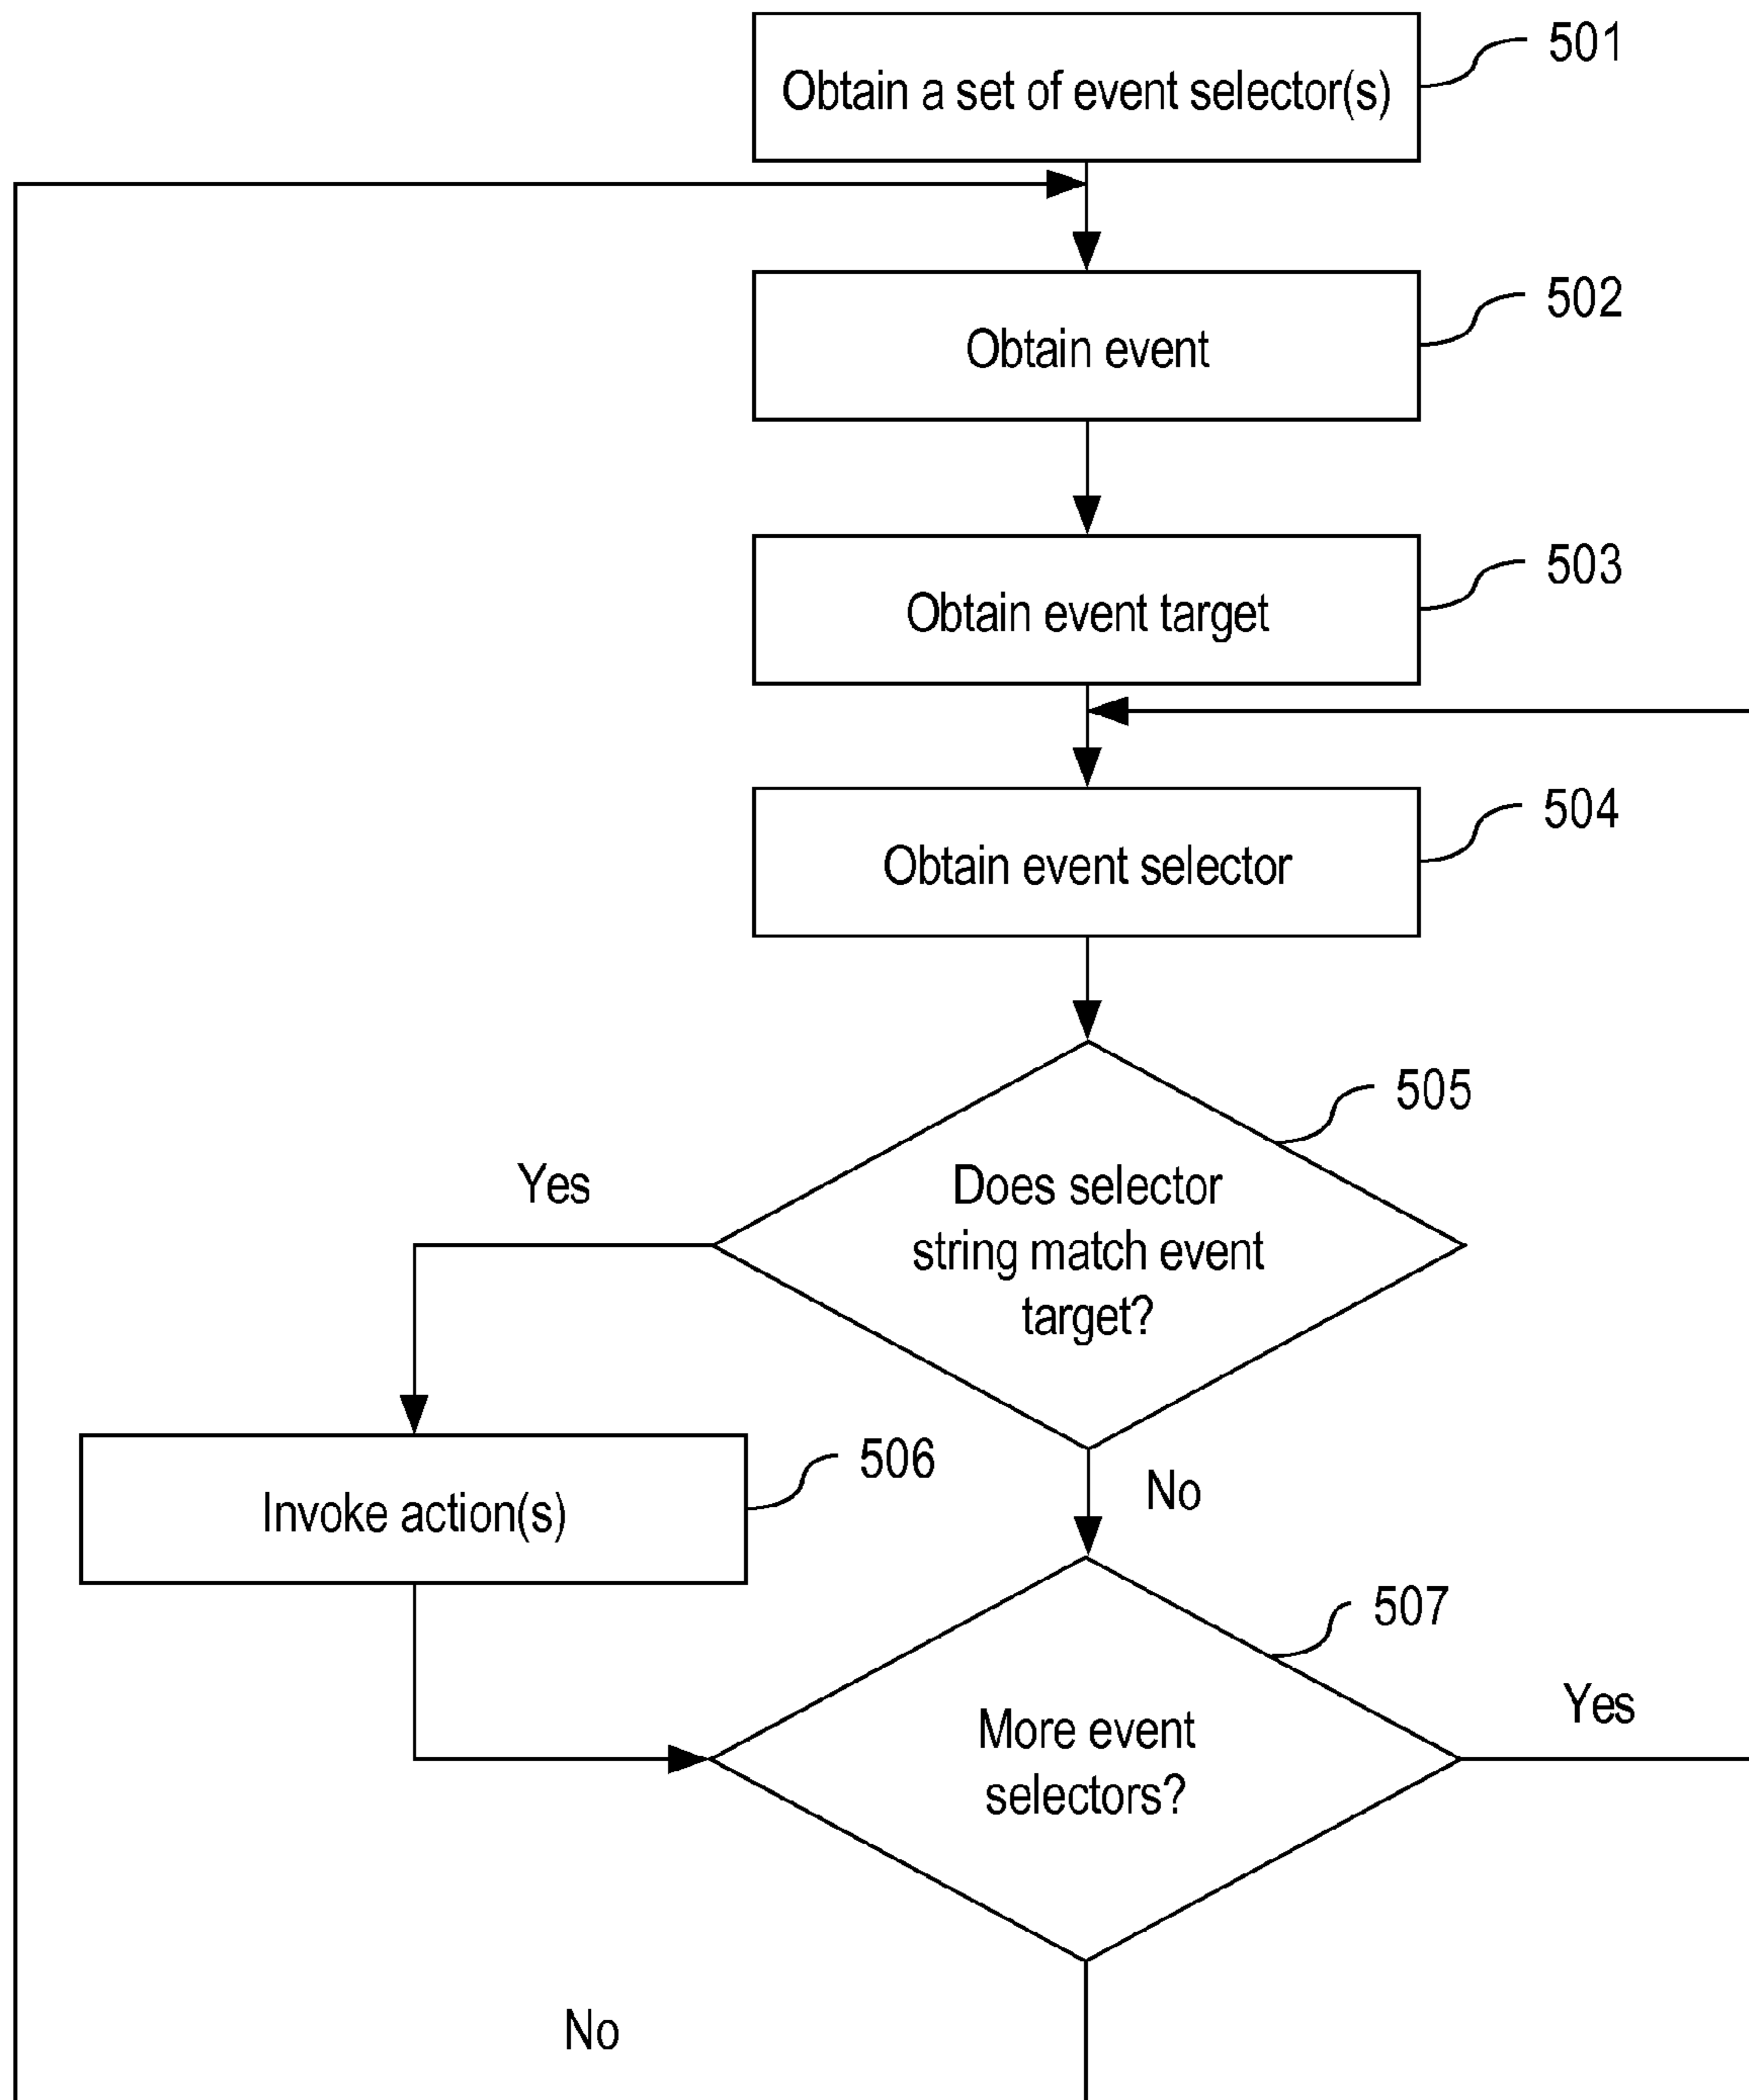 Obtain a set of event selector(s)
501
Obtain event
502
Obtain event target
503
Obtain event selector
504
505
Yes
Does selector
string match event
target?
Invoke action(s)
506
No
507
More event
selectors?
Yes
No